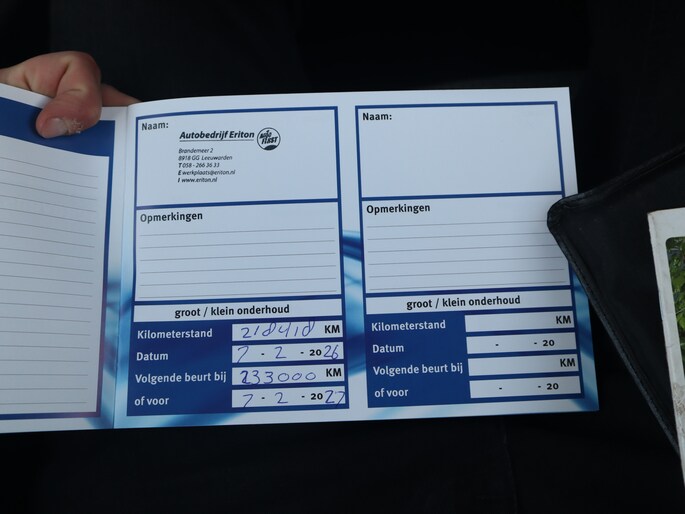 Naam:
Autobedrijf Eriton
Brandemeer 2
8918 GG Leeuwarden
T 058 - 266 36 33
E werkplaats@eriton.nl
I www.eriton.nl
Opmerkingen
groot / klein onderhoud
Kilometerstand 218418 KM
Datum 7 - 2 - 2026
Volgende beurt bij 233000 KM
of voor 7 - 2 - 2027
Naam:
Opmerkingen
groot / klein onderhoud
Kilometerstand KM
Datum - - 20
Volgende beurt bij KM
of voor - - 20